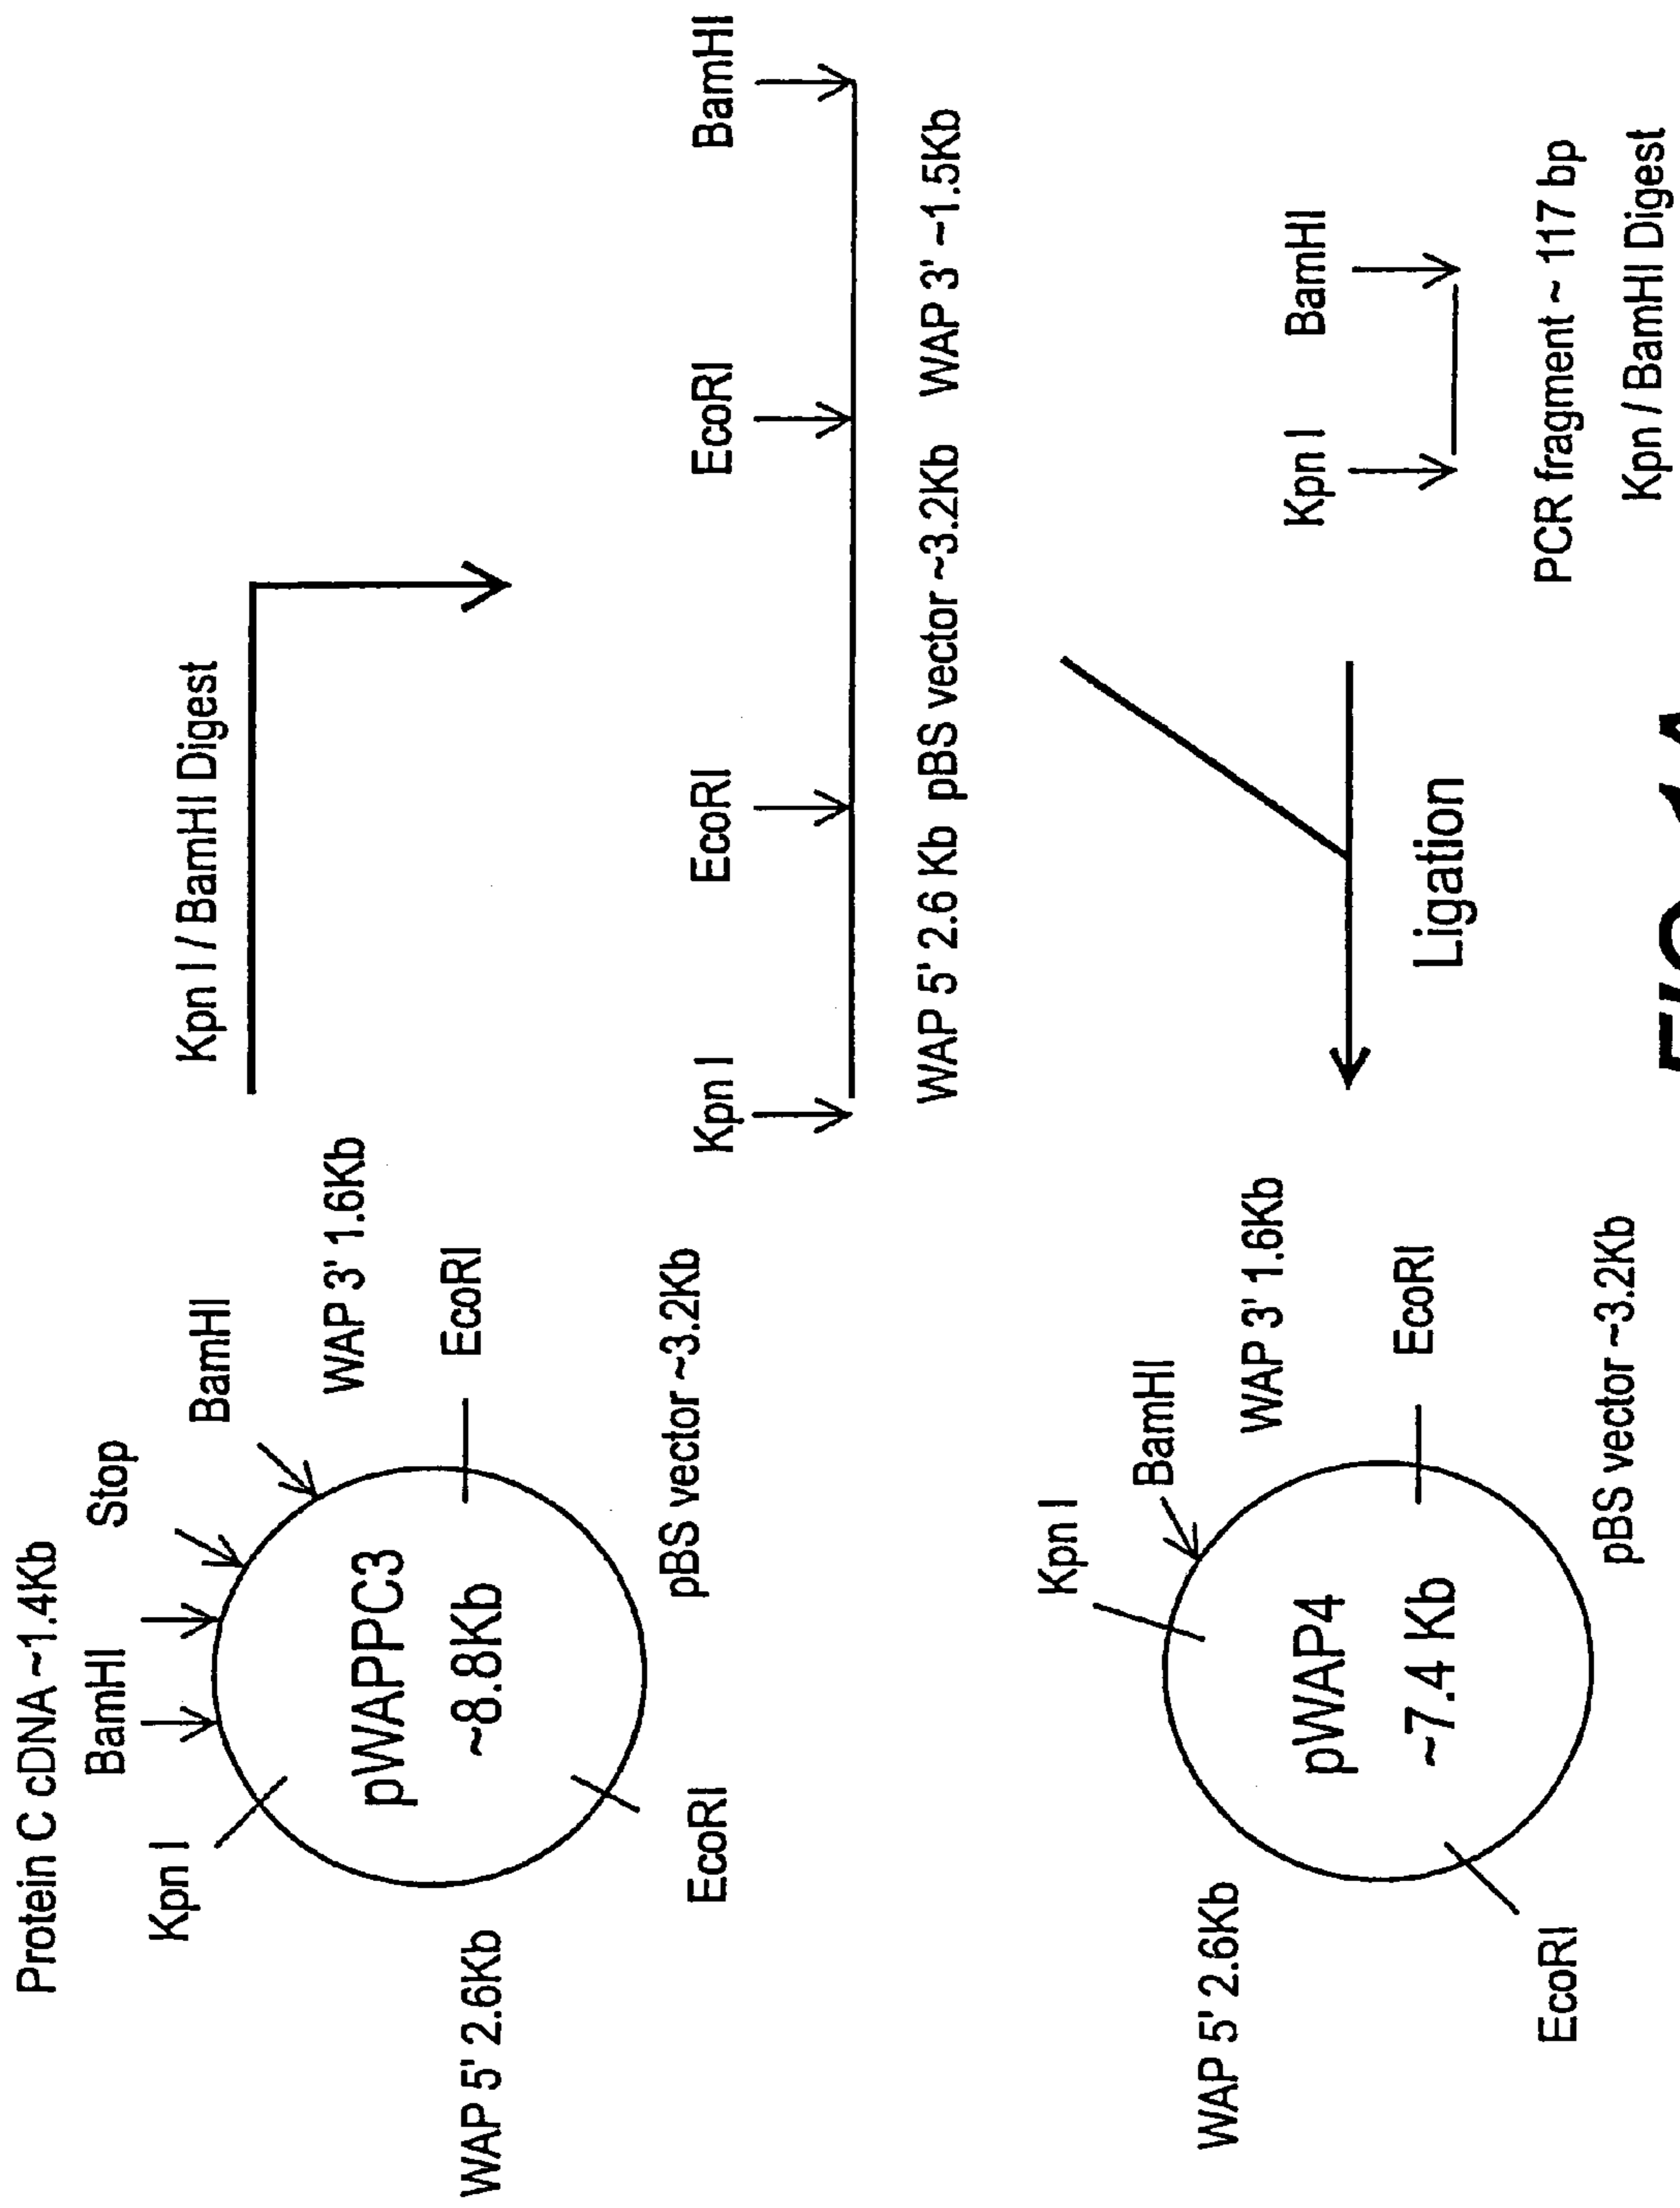 Protein C cDNA ~1.4Kb
BamHI
Stop
Kpn I
BamHI
WAP 3' 1.6Kb
pWAPPC3
~8.8Kb
EcoRI
WAP 5' 2.6Kb
EcoRI
pBS vector ~3.2Kb
Kpn I / BamHI Digest
Kpn I
EcoRI
EcoRI
BamHI
WAP 5' 2.6 Kb pBS vector ~3.2Kb WAP 3' ~1.5Kb
Kpn I
BamHI
PCR fragment ~ 117 bp
Kpn / BamHI Digest
Ligation
Kpn I
BamHI
WAP 3' 1.6Kb
pWAP4
~7.4 Kb
EcoRI
WAP 5' 2.6Kb
EcoRI
pBS vector ~3.2Kb